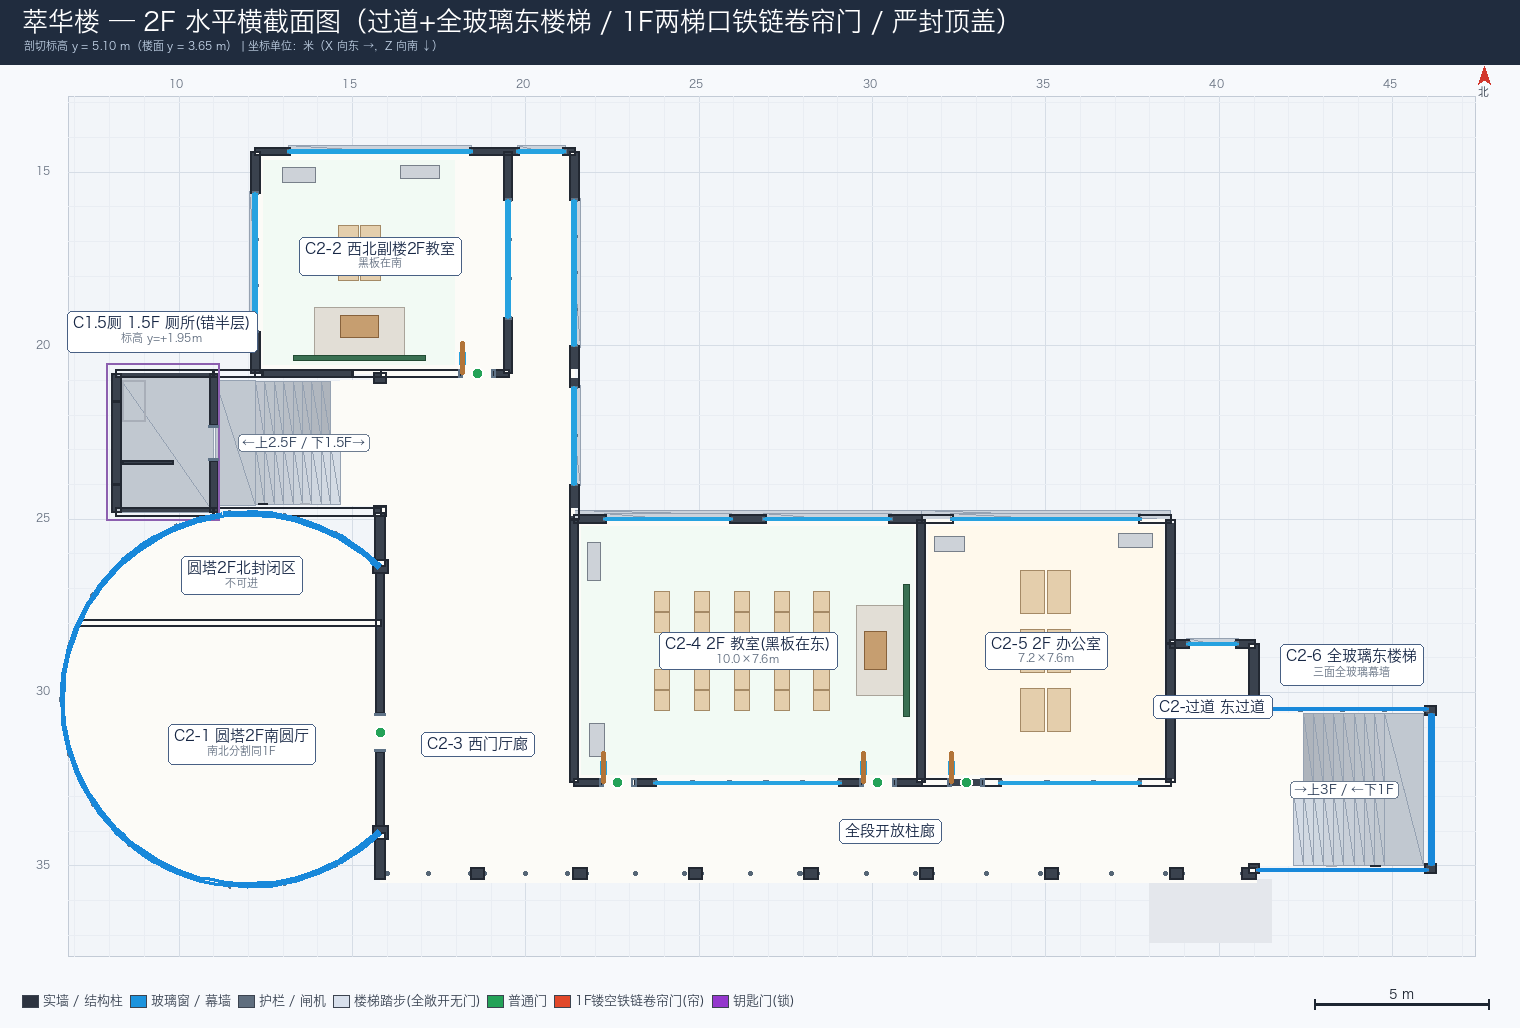 萃华楼 — 2F 水平横截面图（过道+全玻璃东楼梯 / 1F两梯口铁链卷帘门 / 严封顶盖）
剖切标高 y = 5.10 m（楼面 y = 3.65 m） | 坐标单位：米（X 向东 →，Z 向南 ↓）
10 15 20 25 30 35 40 45
北
15
20
25
30
35
C2-2 西北副楼2F教室
黑板在南
C1.5厕 1.5F 厕所(错半层)
标高 y=+1.95m
←上2.5F / 下1.5F→
圆塔2F北封闭区
不可进
C2-1 圆塔2F南圆厅
南北分割同1F
C2-3 西门厅廊
C2-4 2F 教室(黑板在东)
10.0×7.6m
C2-5 2F 办公室
7.2×7.6m
C2-6 全玻璃东楼梯
三面全玻璃幕墙
C2-过道 东过道
→上3F / ←下1F
全段开放柱廊
实墙 / 结构柱
玻璃窗 / 幕墙
护栏 / 闸机
楼梯踏步(全敞开无门)
普通门
1F镂空铁链卷帘门(帘)
钥匙门(锁)
5 m